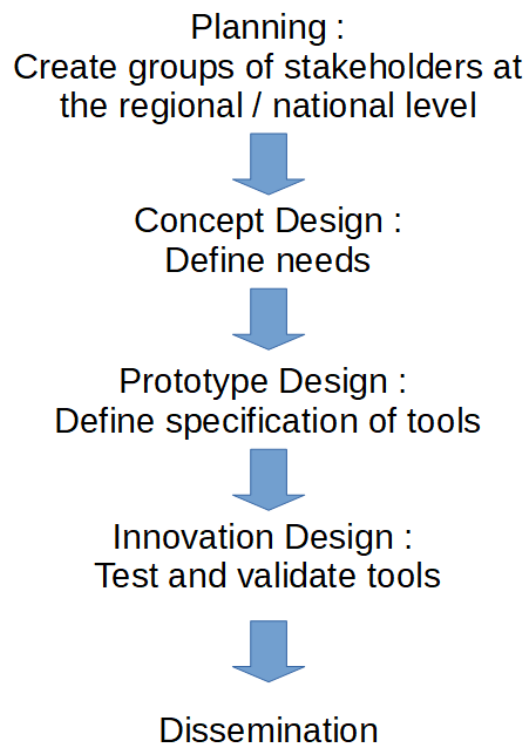 Planning :
Create groups of stakeholders at
the regional / national level
Concept Design :
Define needs
Prototype Design :
Define specification of tools
Innovation Design :
Test and validate tools
Dissemination